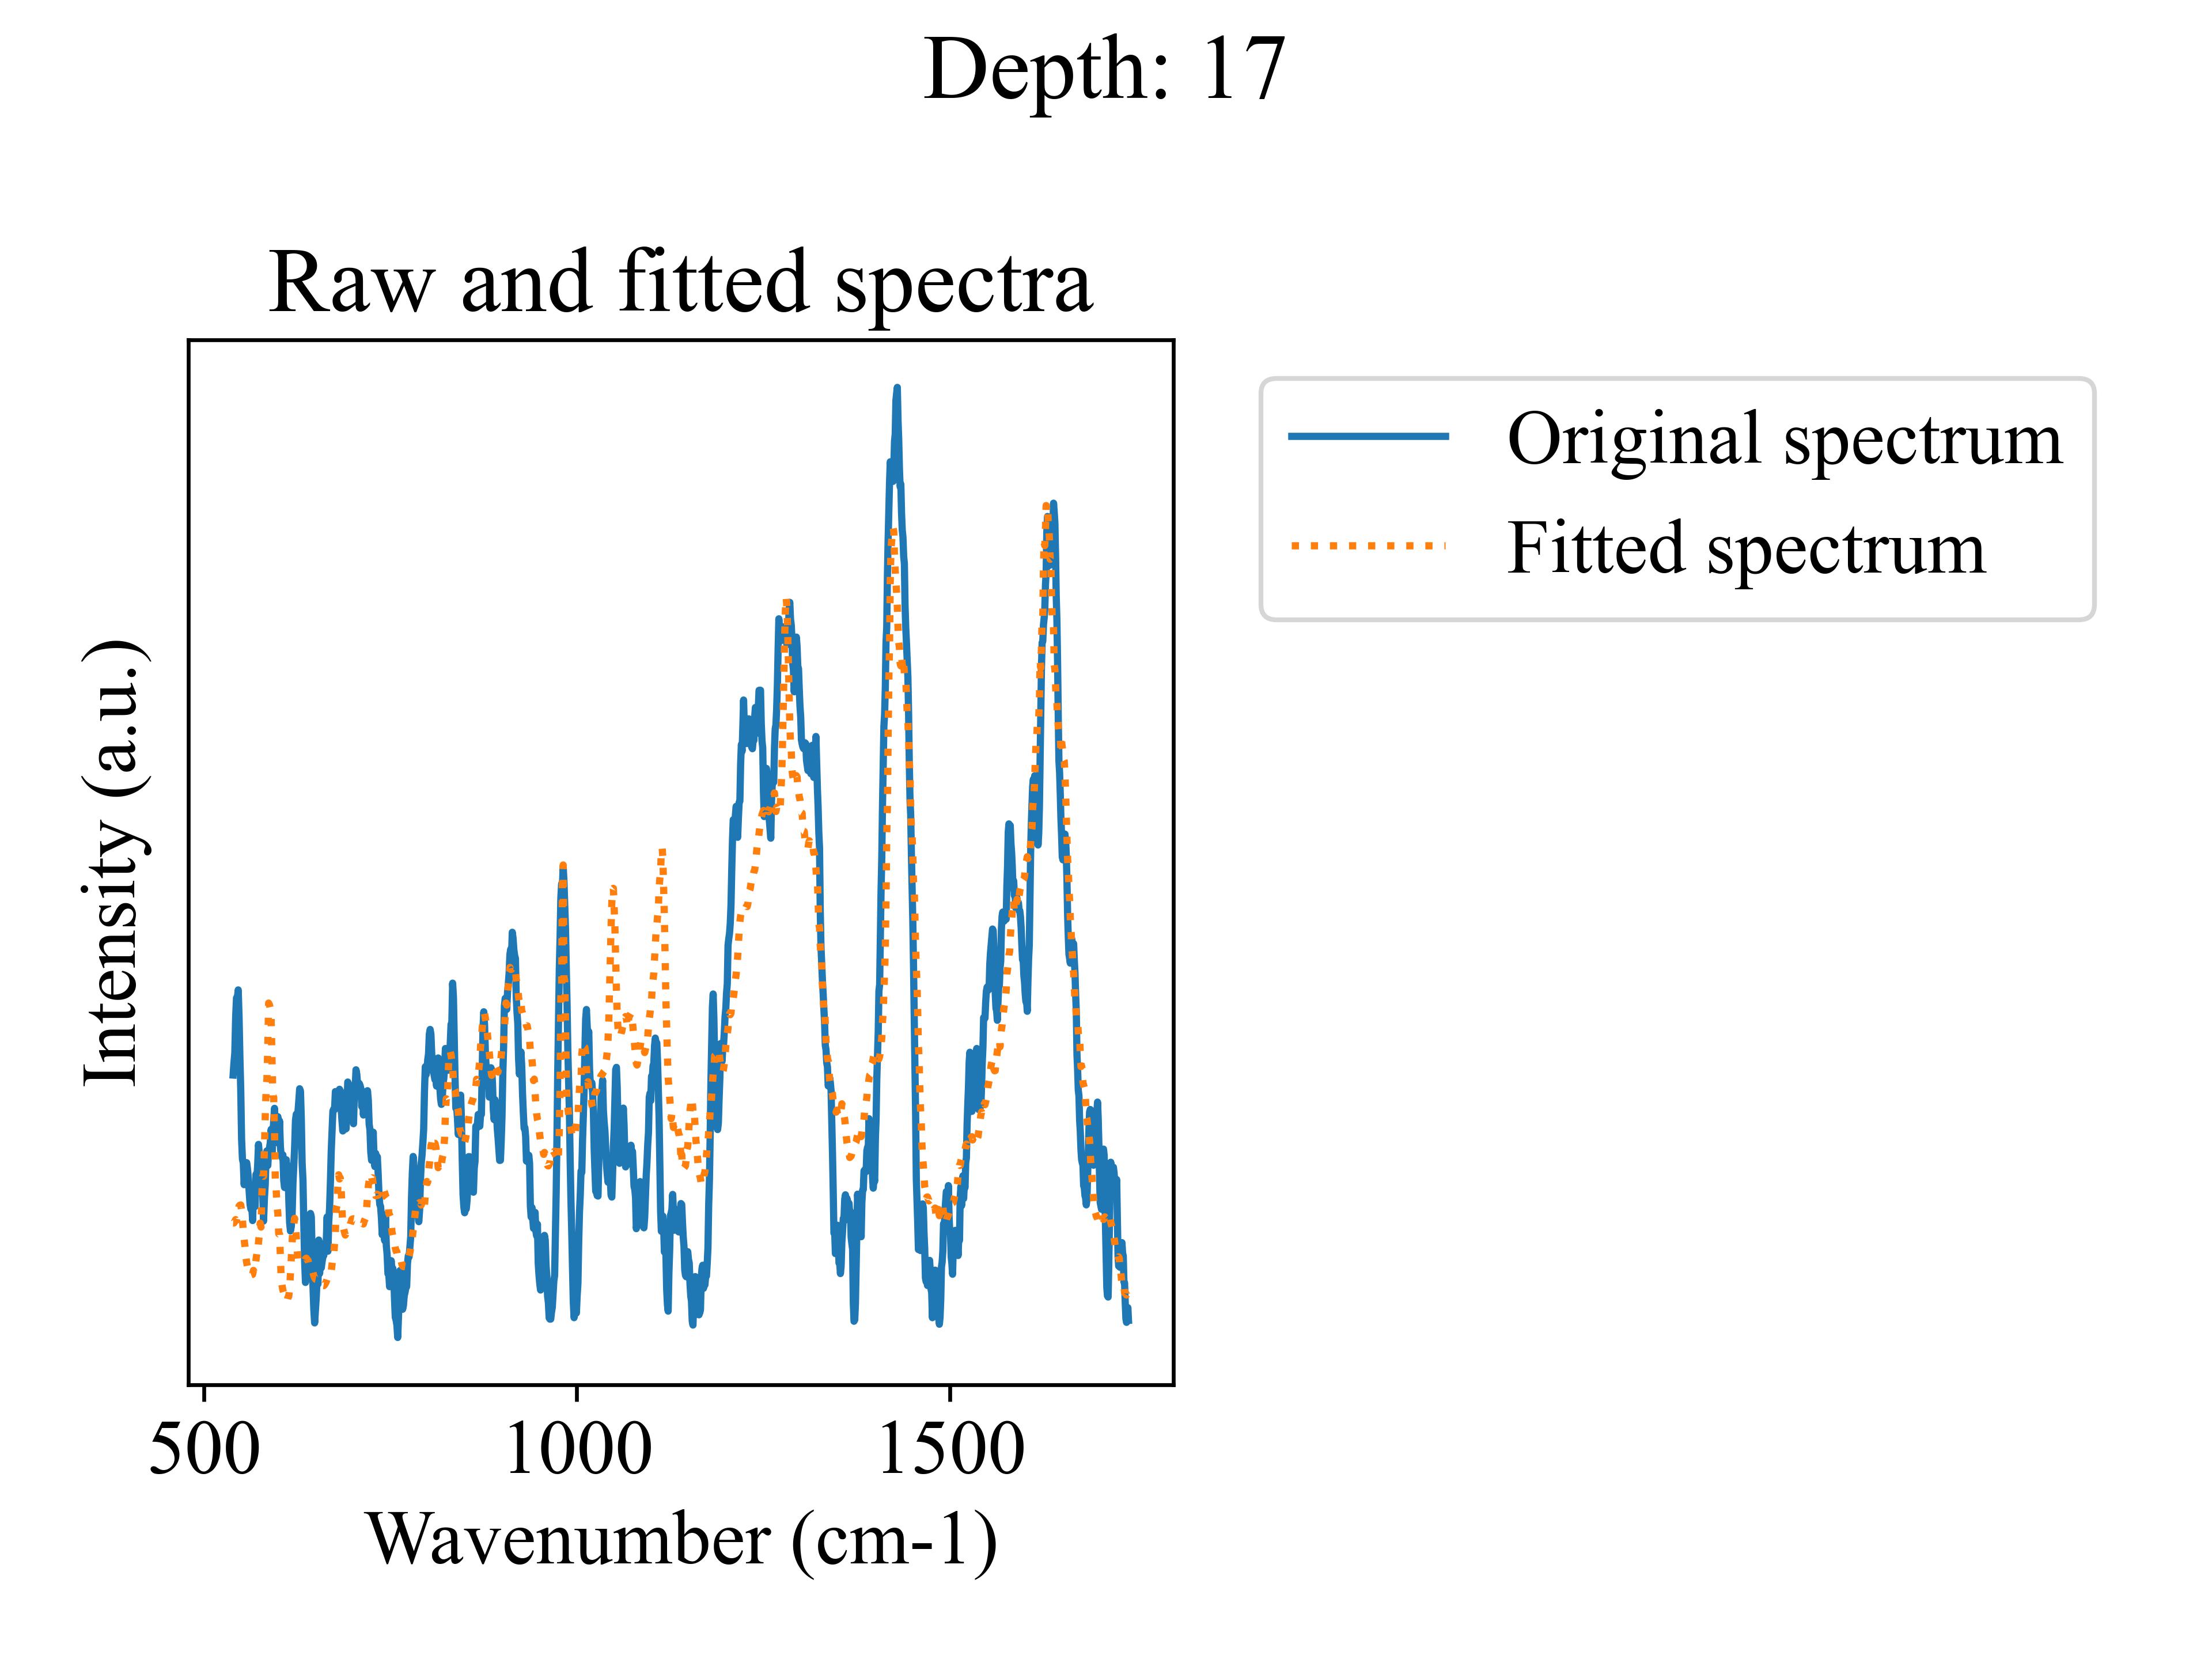 Depth: 17
Raw and fitted spectra
Original spectrum
Fitted spectrum
Intensity (a.u.)
500 1000 1500
Wavenumber (cm-1)